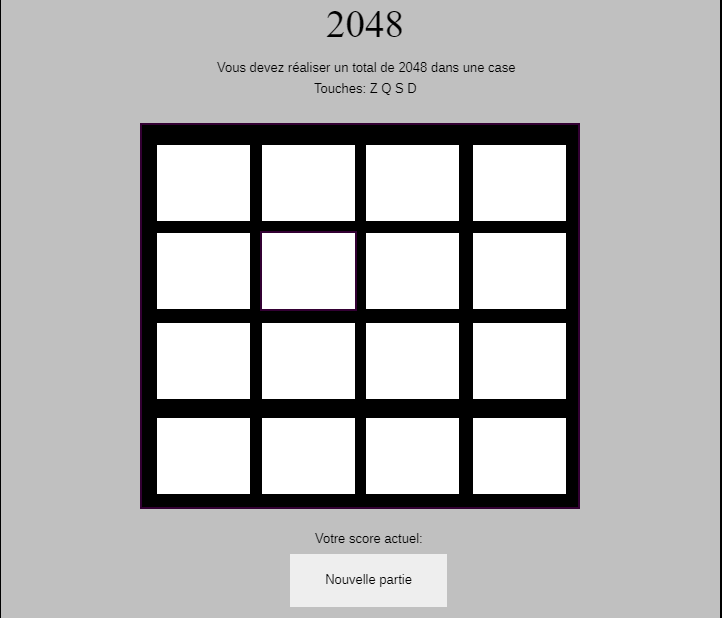 2048
Vous devez réaliser un total de 2048 dans une case
Touches: Z Q S D
Votre score actuel:
Nouvelle partie